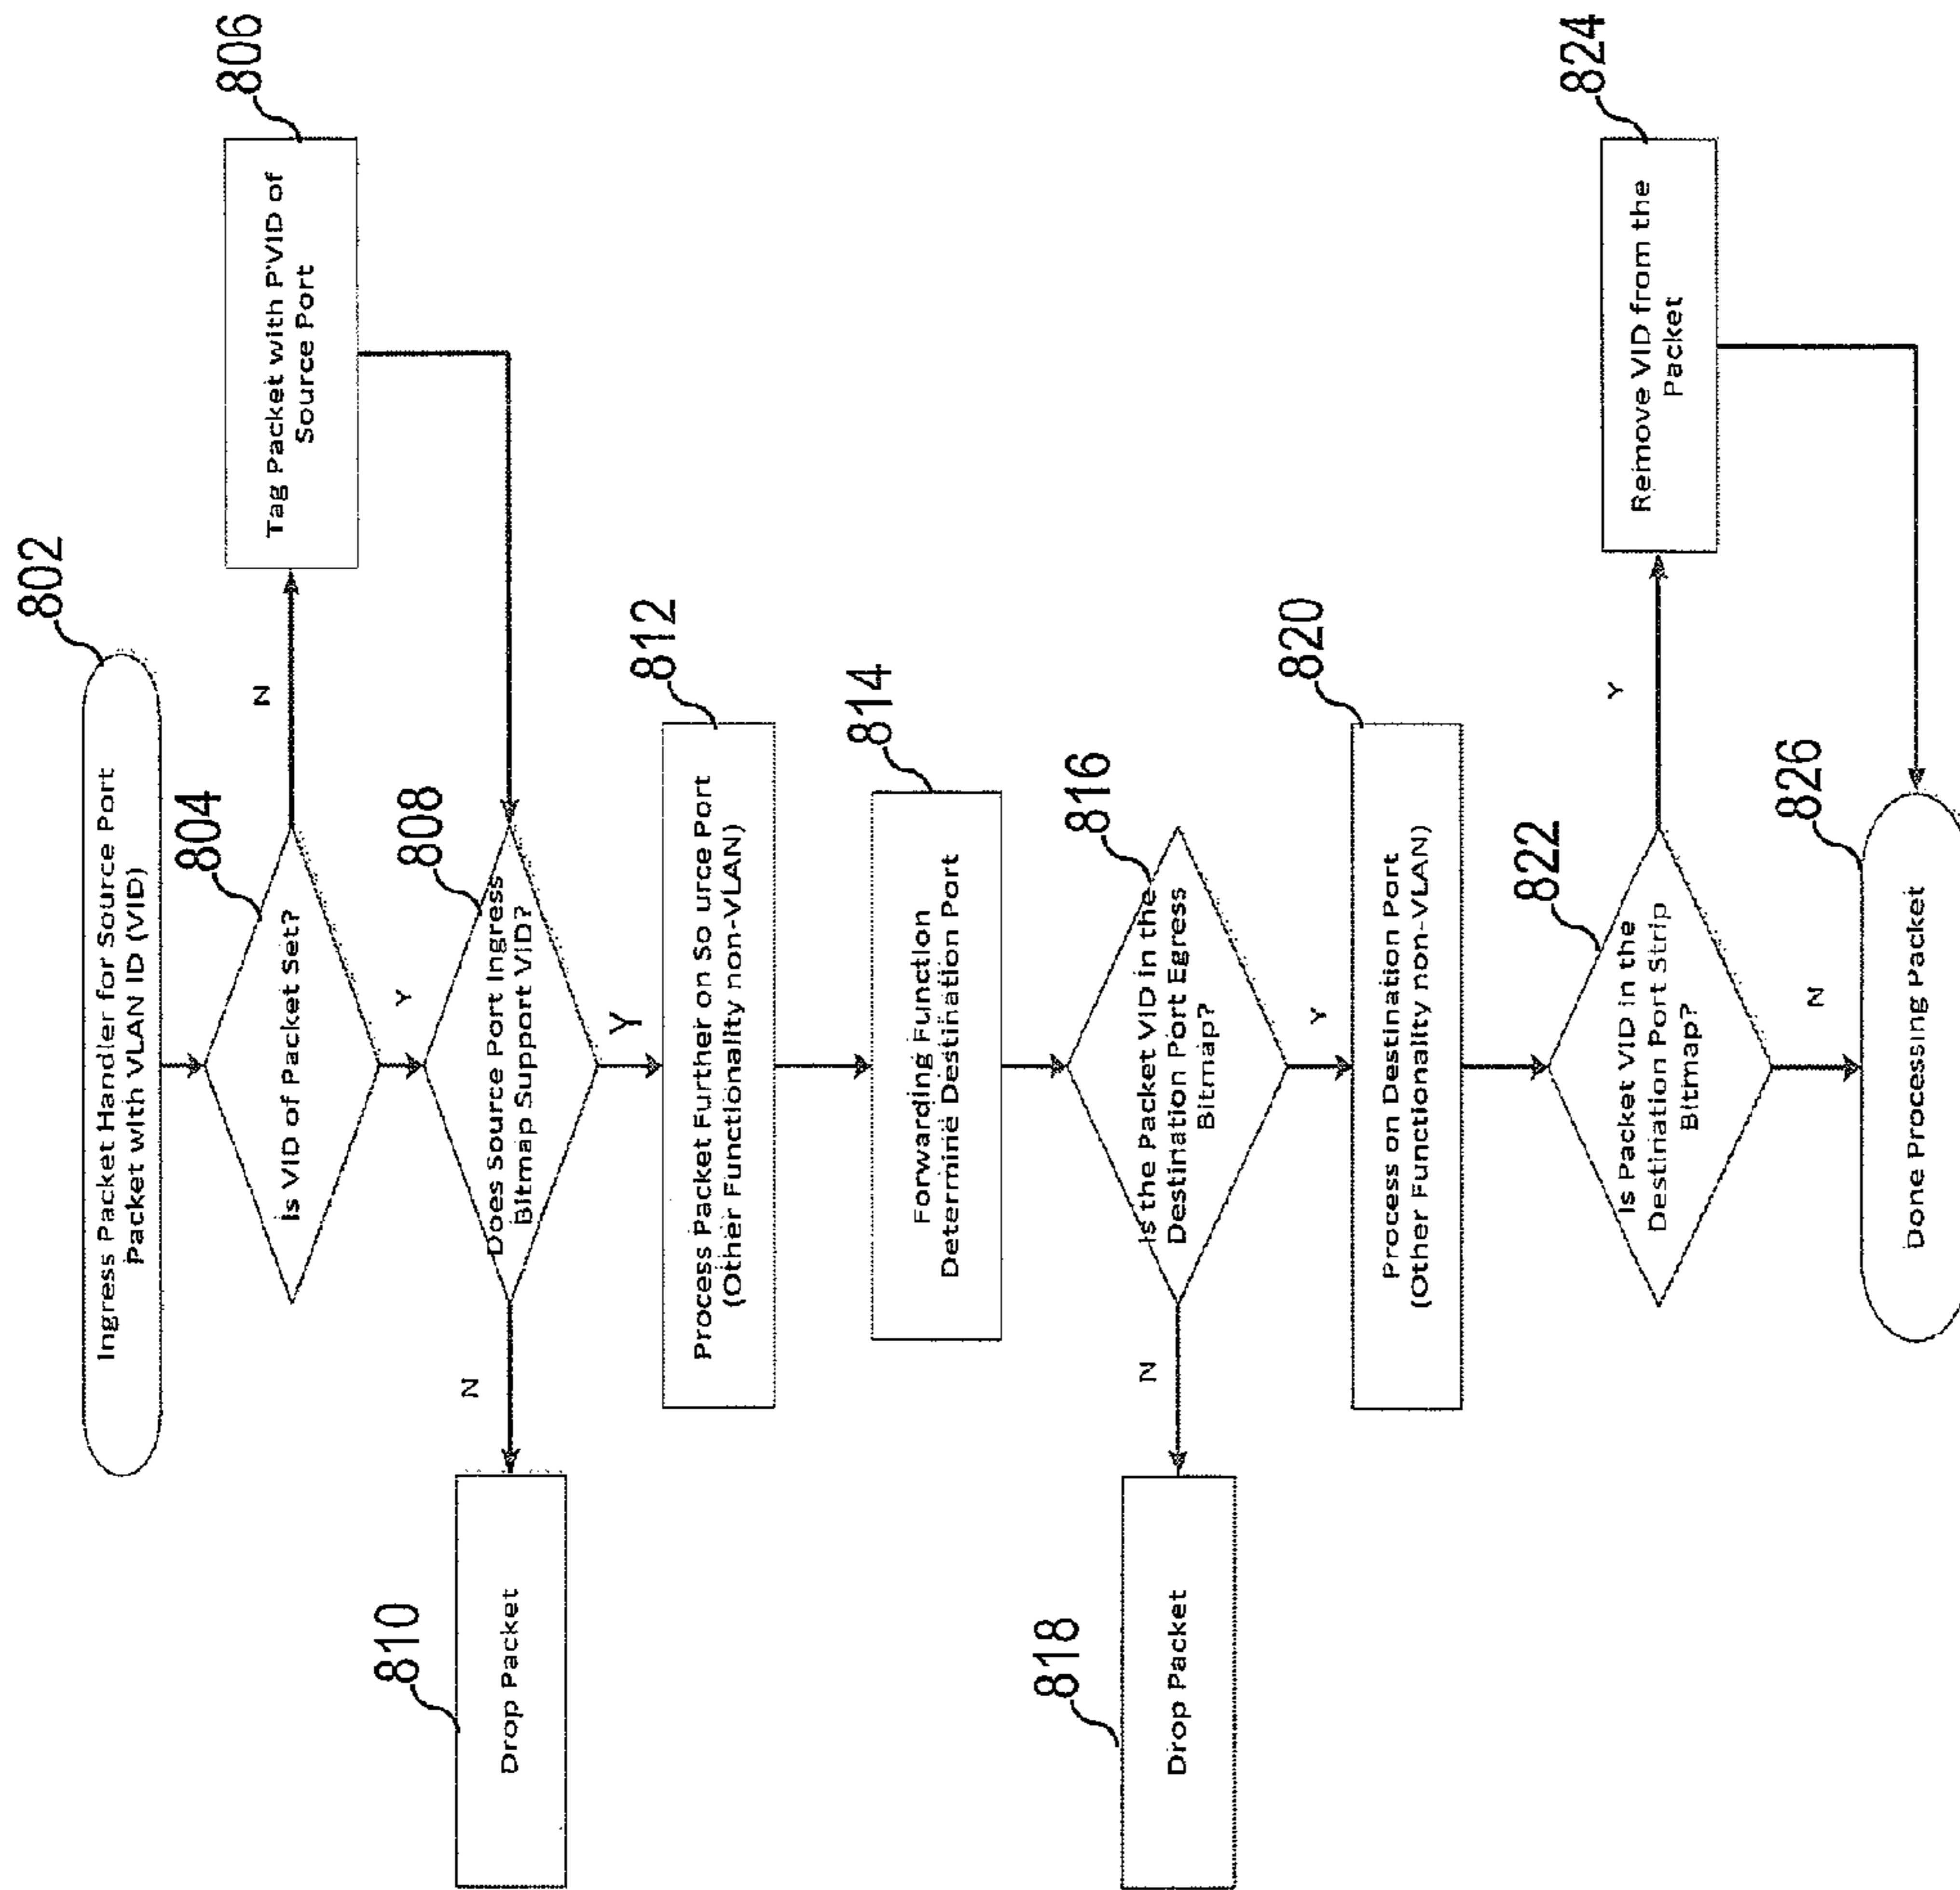 802
Ingress Packet Handler for Source Port
Packet with VLAN ID (VID)
804
Is VID of Packet Set?
N
806
Tag Packet with PVID of
Source Port
Y
808
Does Source Port Ingress
Bitmap Support VID?
N
810
Drop Packet
Y
812
Process Packet Further on So urce Port
(Other Functionality non-VLAN)
814
Forwarding Function
Determine Destination Port
816
Is the Packet VID in the
Destination Port Egress
Bitmap?
N
818
Drop Packet
Y
820
Process on Destination Port
(Other Functionality non-VLAN)
822
Is Packet VID in the
Destination Port Strip
Bitmap?
Y
824
Remove VID from the
Packet
N
826
Done Processing Packet